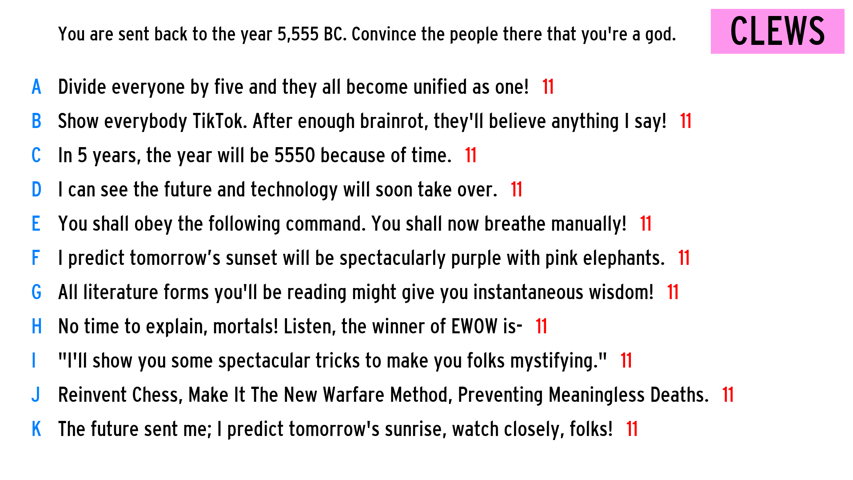 You are sent back to the year 5,555 BC. Convince the people there that you're a god.
CLEWS
A Divide everyone by five and they all become unified as one! 11
B Show everybody TikTok. After enough brainrot, they'll believe anything I say! 11
C In 5 years, the year will be 5550 because of time. 11
D I can see the future and technology will soon take over. 11
E You shall obey the following command. You shall now breathe manually! 11
F I predict tomorrow’s sunset will be spectacularly purple with pink elephants. 11
G All literature forms you'll be reading might give you instantaneous wisdom! 11
H No time to explain, mortals! Listen, the winner of EWOW is- 11
I "I'll show you some spectacular tricks to make you folks mystifying." 11
J Reinvent Chess, Make It The New Warfare Method, Preventing Meaningless Deaths. 11
K The future sent me; I predict tomorrow's sunrise, watch closely, folks! 11